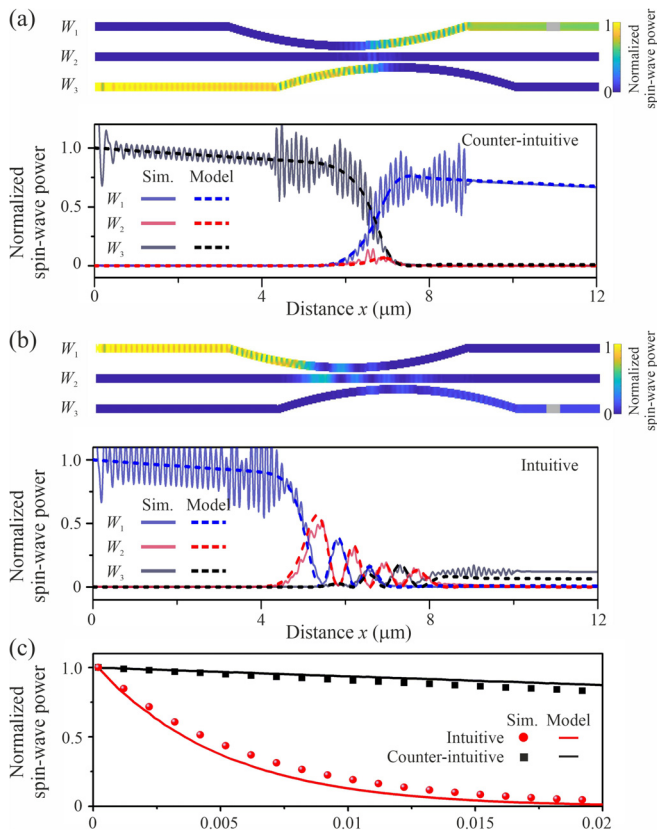 (a)
W1
W2
W3
1
0
Normalized
spin-wave power
Counter-intuitive
Sim. Model
W1
W2
W3
1.0
0.5
0
Normalized
spin-wave power
0 4 8 12
Distance x (μm)
(b)
W1
W2
W3
1
0
Normalized
spin-wave power
Intuitive
Sim. Model
W1
W2
W3
1.0
0.5
0
Normalized
spin-wave power
0 4 6 8 12
Distance x (μm)
(c)
1.0
0.5
0
Normalized
spin-wave power
Sim. Model
Intuitive
Counter-intuitive
0 0.005 0.01 0.015 0.02